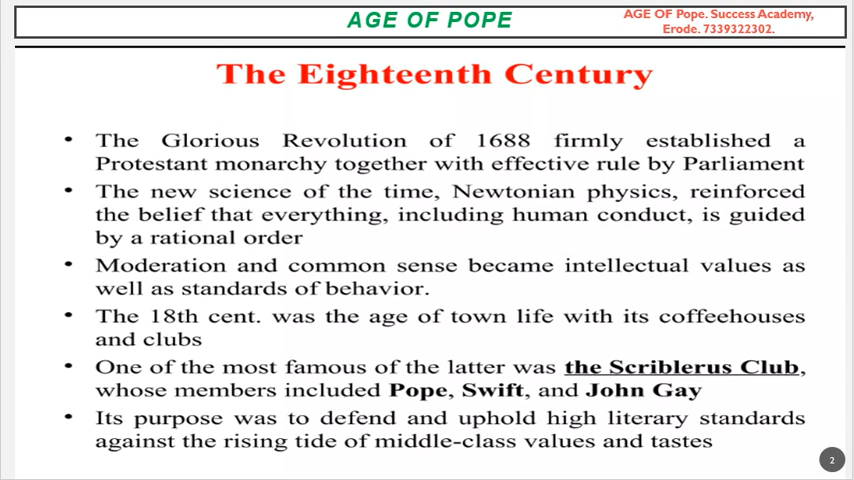 AGE OF POPE
AGE OF Pope. Success Academy,
Erode. 7339322302.
The Eighteenth Century
• The Glorious Revolution of 1688 firmly established a
Protestant monarchy together with effective rule by Parliament
• The new science of the time, Newtonian physics, reinforced
the belief that everything, including human conduct, is guided
by a rational order
• Moderation and common sense became intellectual values as
well as standards of behavior.
• The 18th cent. was the age of town life with its coffeehouses
and clubs
• One of the most famous of the latter was the Scriblerus Club,
whose members included Pope, Swift, and John Gay
• Its purpose was to defend and uphold high literary standards
against the rising tide of middle-class values and tastes
2